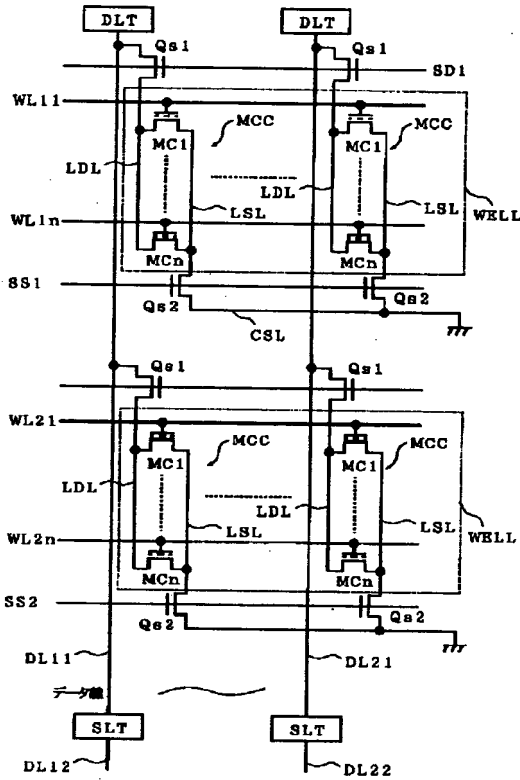 DLT DLT
Qs1 Qs1
SD1
WL11
MCC MCC
MC1 MC1
LDL LDL
LSL LSL
WELL
WL1n
MCn MCn
SS1
Qs2 Qs2
CSL
Qs1 Qs1
WL21
MCC MCC
MC1 MC1
LDL LDL
LSL LSL
WELL
WL2n
MCn MCn
SS2
Qs2 Qs2
DL11 DL21
データ線
SLT SLT
DL12 DL22